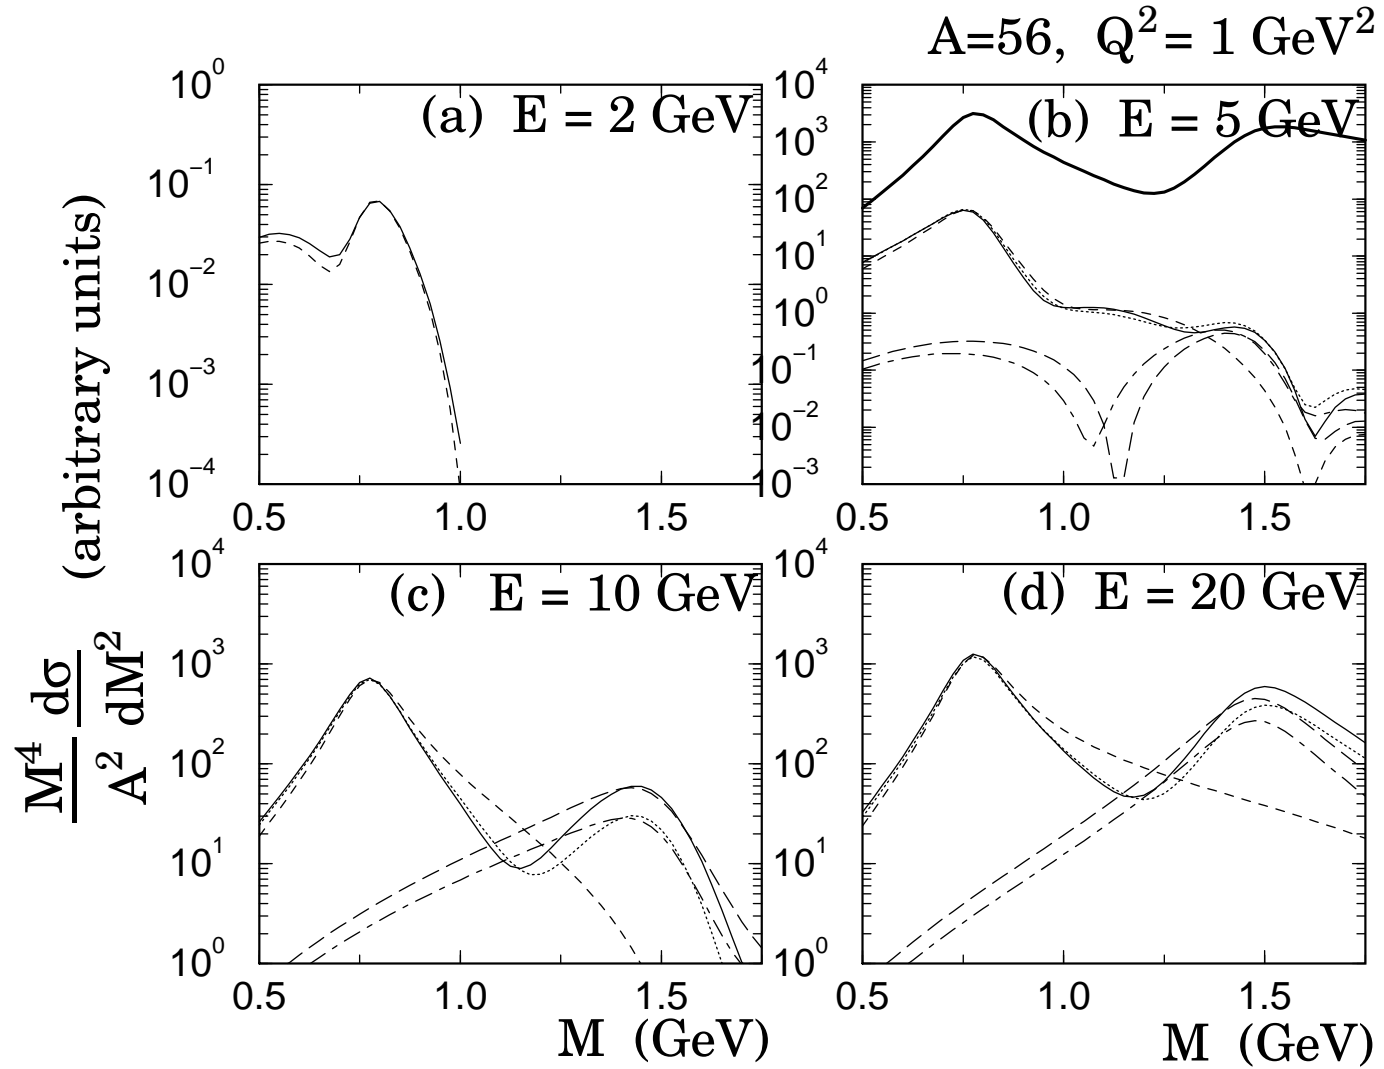 A=56, Q² = 1 GeV²
(a) E = 2 GeV
10⁰
10⁻¹
10⁻²
10⁻³
10⁻⁴
0.5 1.0 1.5
(b) E = 5 GeV
10⁴
10³
10²
10¹
10⁰
10⁻¹
10⁻²
10⁻³
0.5 1.0 1.5
(c) E = 10 GeV
10⁴
10³
10²
10¹
10⁰
0.5 1.0 1.5
M (GeV)
(d) E = 20 GeV
10⁴
10³
10²
10¹
10⁰
0.5 1.0 1.5
M (GeV)
M⁴ dσ
A² dM² (arbitrary units)